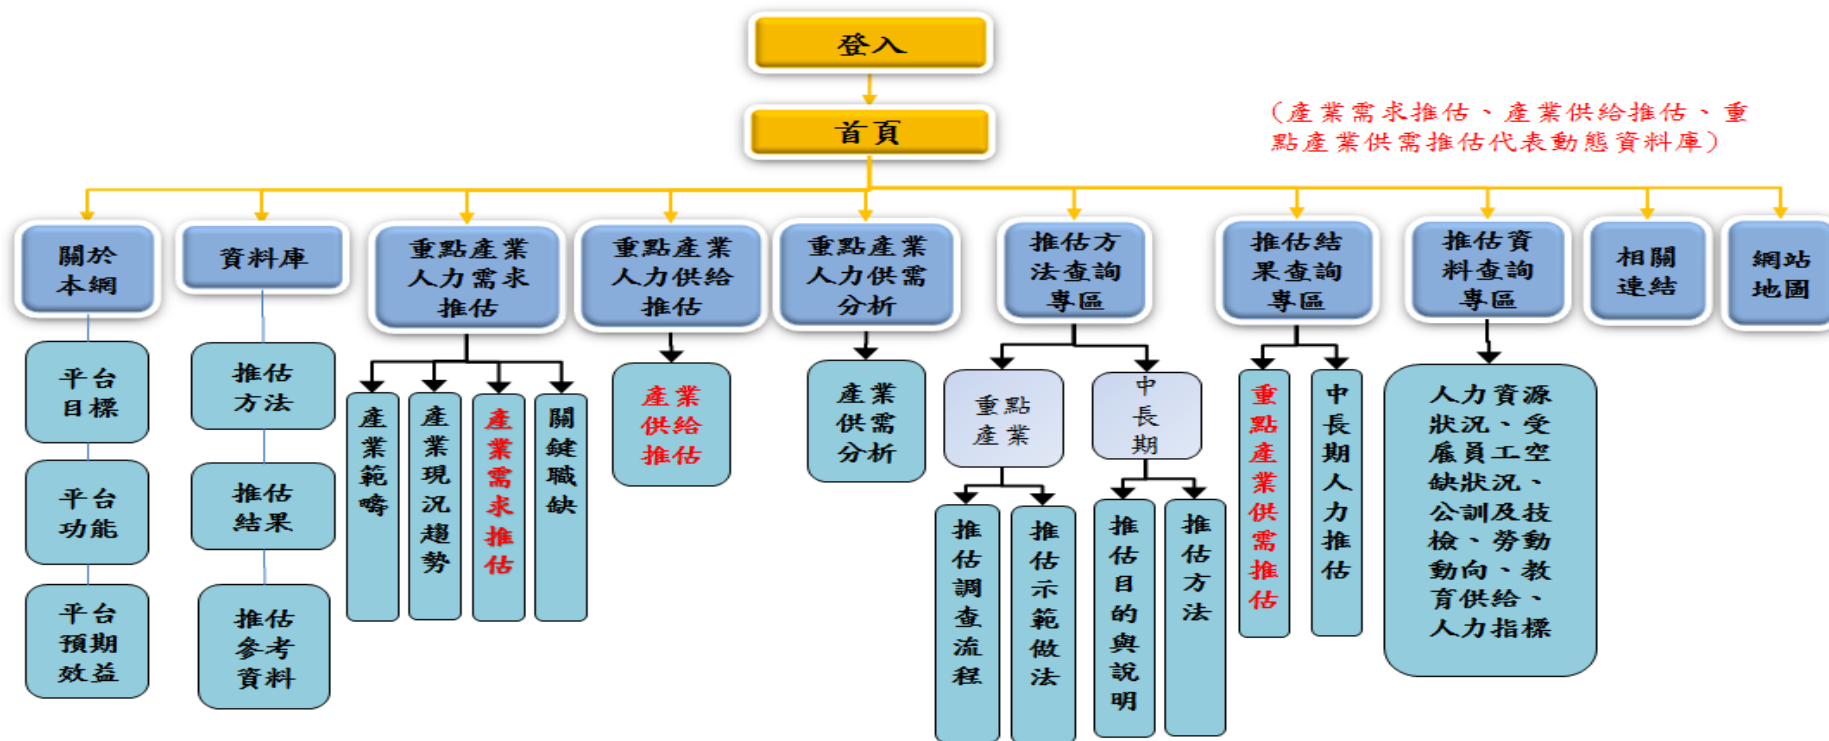 登入
首頁
(產業需求推估、產業供給推估、重
點產業供需推估代表動態資料庫)
關於
本網
資料庫
重點產業
人力需求
推估
重點產業
人力供給
推估
重點產業
人力供需
分析
推估方
法查詢
專區
推估結
果查詢
專區
推估資
料查詢
專區
相關
連結
網站
地圖
平台
目標
平台
功能
平台
預期
效益
推估
方法
推估
結果
推估
參考
資料
產業範疇
產業現況趨勢
產業需求推估
關鍵職缺
產業
供給
推估
產業
供需
分析
重點
產業
中長期
推估調查流程
推估示範做法
推估目的與說明
推估方法
重點產業供需推估
中長期人力推估
人力資源
狀況、受
雇員工空
缺狀況、
公訓及技
檢、勞動
動向、教
育供給、
人力指標